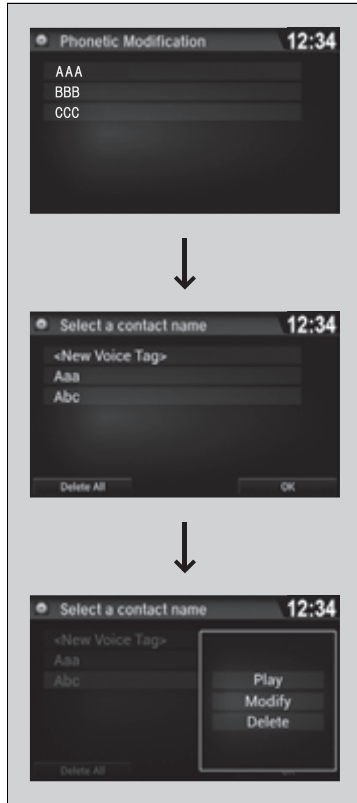 Phonetic Modification 12:34
AAA
BBB
CCC
Select a contact name 12:34
<New Voice Tag>
Aaa
Abc
Delete All OK
Select a contact name 12:34
<New Voice Tag>
Aaa
Abc
Play
Modify
Delete
Delete All